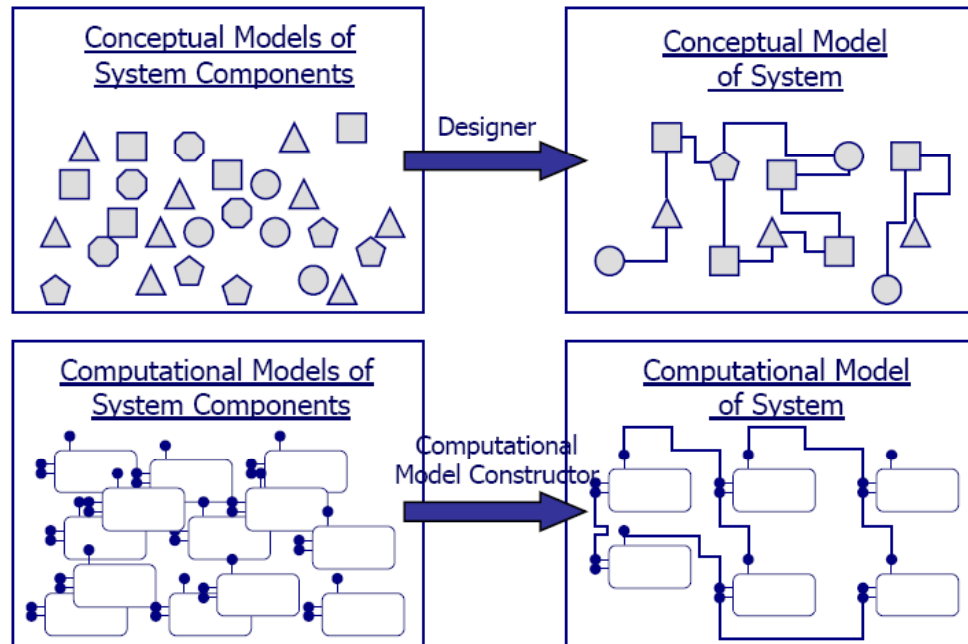 Conceptual Models of
System Components
Designer
Conceptual Model
of System
Computational Models of
System Components
Computational
Model Constructor
Computational Model
of System